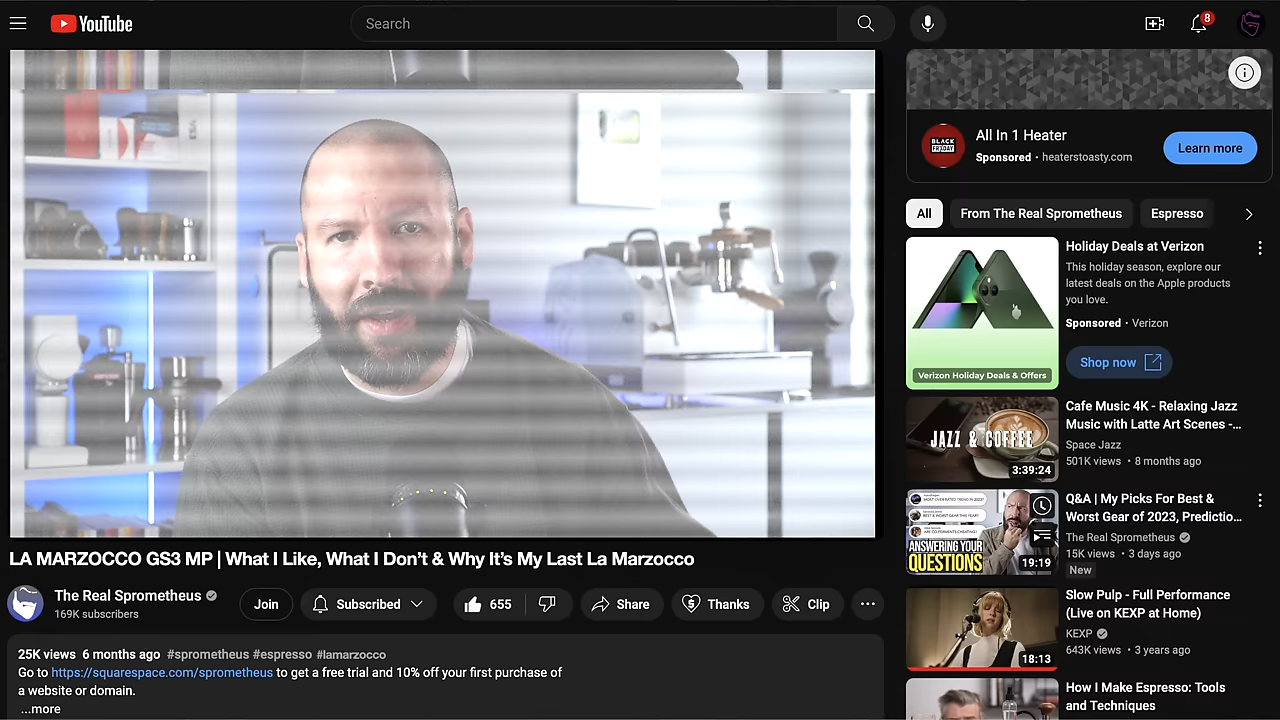 YouTube
Search
8
All In 1 Heater
BLACK
FRIDAY
Sponsored · heaterstoasty.com
Learn more
All
From The Real Sprometheus
Espresso
Holiday Deals at Verizon
This holiday season, explore our
latest deals on the Apple products
you love.
Sponsored · Verizon
Shop now
Verizon Holiday Deals & Offers
JAZZ & COFFEE
3:39:24
Cafe Music 4K - Relaxing Jazz
Music with Latte Art Scenes -...
Space Jazz
501K views · 8 months ago
ANSWERING YOUR
QUESTIONS
19:19
Q&A | My Picks For Best &
Worst Gear of 2023, Predictio...
The Real Sprometheus
15K views · 3 days ago
New
18:13
Slow Pulp - Full Performance
(Live on KEXP at Home)
KEXP
643K views · 3 years ago
How I Make Espresso: Tools
and Techniques
LA MARZOCCO GS3 MP | What I Like, What I Don’t & Why It’s My Last La Marzocco
The Real Sprometheus
169K subscribers
Join
Subscribed
655
Share
Thanks
Clip
25K views 6 months ago #sprometheus #espresso #lamarzocco
Go to https://squarespace.com/sprometheus to get a free trial and 10% off your first purchase of
a website or domain.
...more